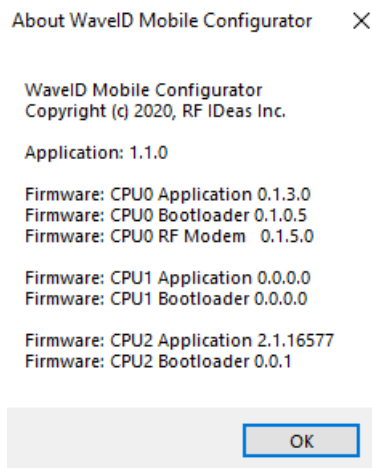 About WaveID Mobile Configurator
WaveID Mobile Configurator
Copyright (c) 2020, RF IDeas Inc.
Application: 1.1.0
Firmware: CPU0 Application 0.1.3.0
Firmware: CPU0 Bootloader 0.1.0.5
Firmware: CPU0 RF Modem   0.1.5.0
Firmware: CPU1 Application 0.0.0.0
Firmware: CPU1 Bootloader 0.0.0.0
Firmware: CPU2 Application 2.1.16577
Firmware: CPU2 Bootloader 0.0.1
OK